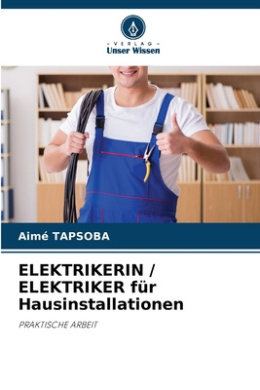 • VERLAG •
Unser Wissen
Aimé TAPSOBA
ELEKTRIKERIN /
ELEKTRIKER für
Hausinstallationen
PRAKTISCHE ARBEIT